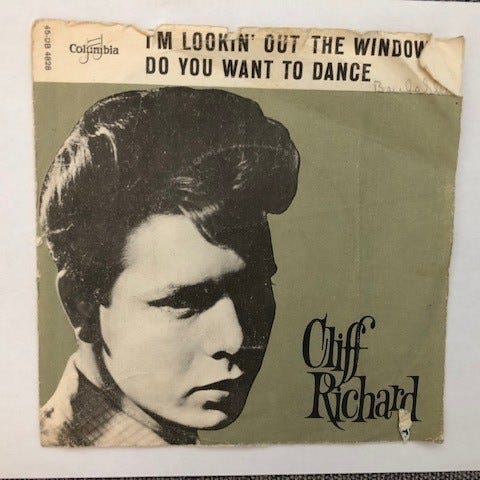 45-DB 4828
Columbia
I'M LOOKIN' OUT THE WINDOW
DO YOU WANT TO DANCE
Cliff
Richard